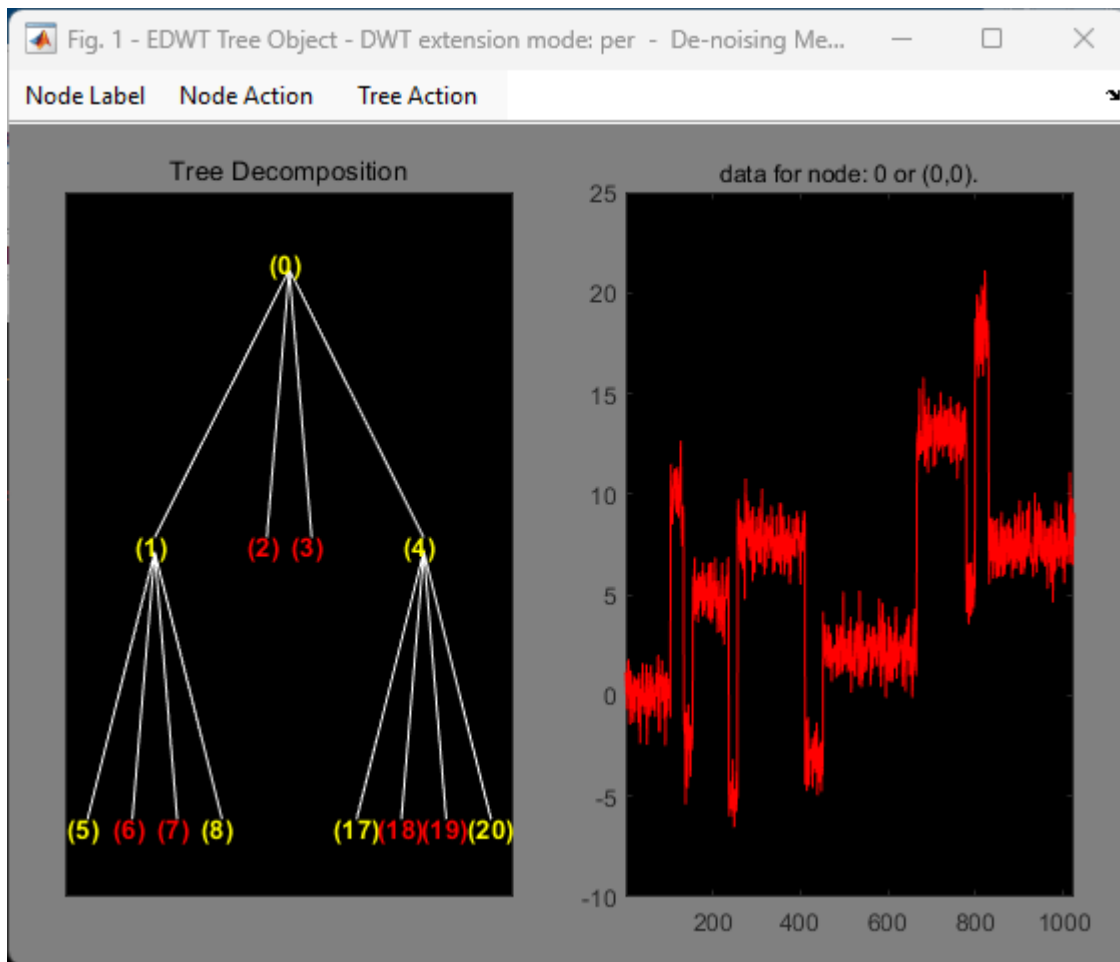 Fig. 1 - EDWT Tree Object - DWT extension mode: per - De-noising Me...
Node Label Node Action Tree Action
Tree Decomposition
(0)
(1) (2) (3) (4)
(5) (6) (7) (8) (17) (18) (19) (20)
data for node: 0 or (0,0).
25
20
15
10
5
0
-5
-10
200 400 600 800 1000